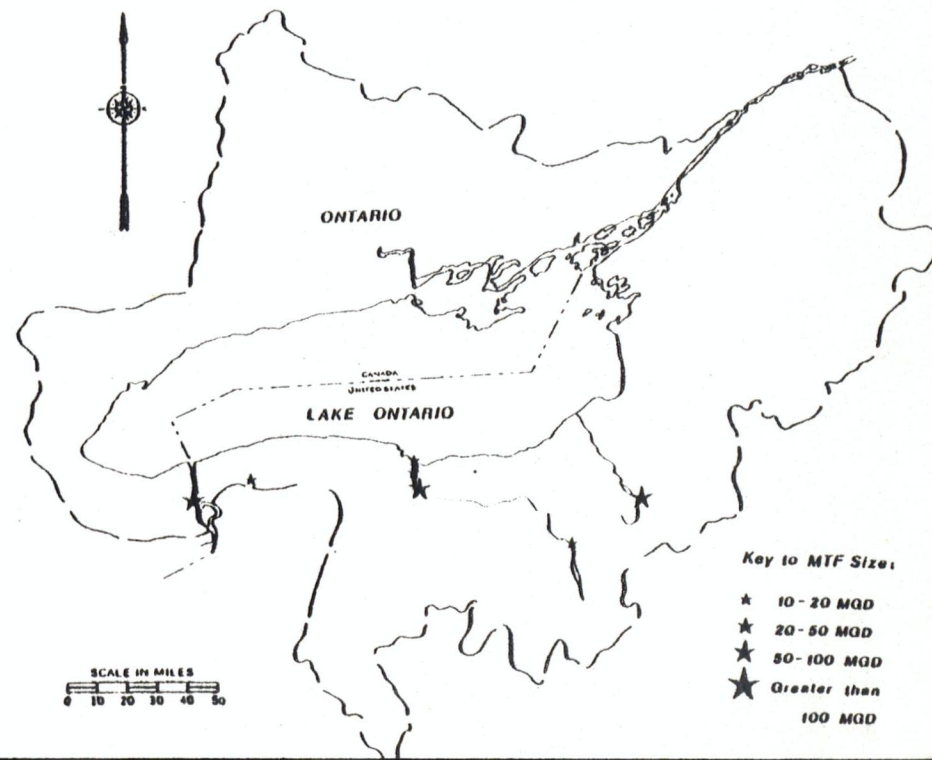 ONTARIO
CANADA
UNITED STATES
LAKE ONTARIO
Key to MTF Size:
10-20 MGD
20-50 MGD
50-100 MGD
Greater than
100 MGD
SCALE IN MILES
0 10 20 30 40 50